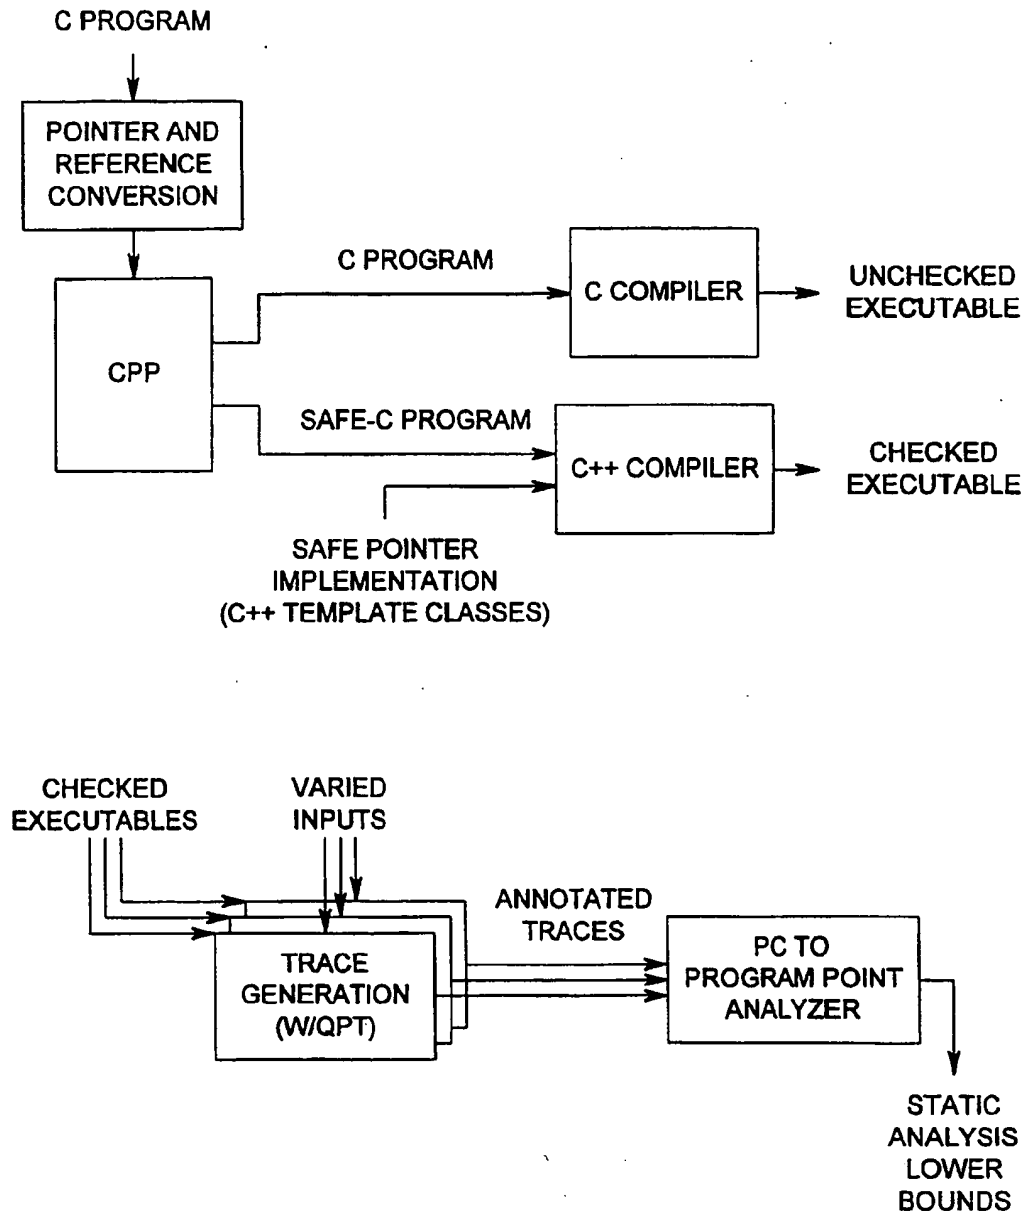 C PROGRAM
POINTER AND
REFERENCE
CONVERSION
CPP
C PROGRAM
C COMPILER
UNCHECKED
EXECUTABLE
SAFE-C PROGRAM
C++ COMPILER
CHECKED
EXECUTABLE
SAFE POINTER
IMPLEMENTATION
(C++ TEMPLATE CLASSES)
CHECKED
EXECUTABLES
VARIED
INPUTS
TRACE
GENERATION
(W/QPT)
ANNOTATED
TRACES
PC TO
PROGRAM POINT
ANALYZER
STATIC
ANALYSIS
LOWER
BOUNDS